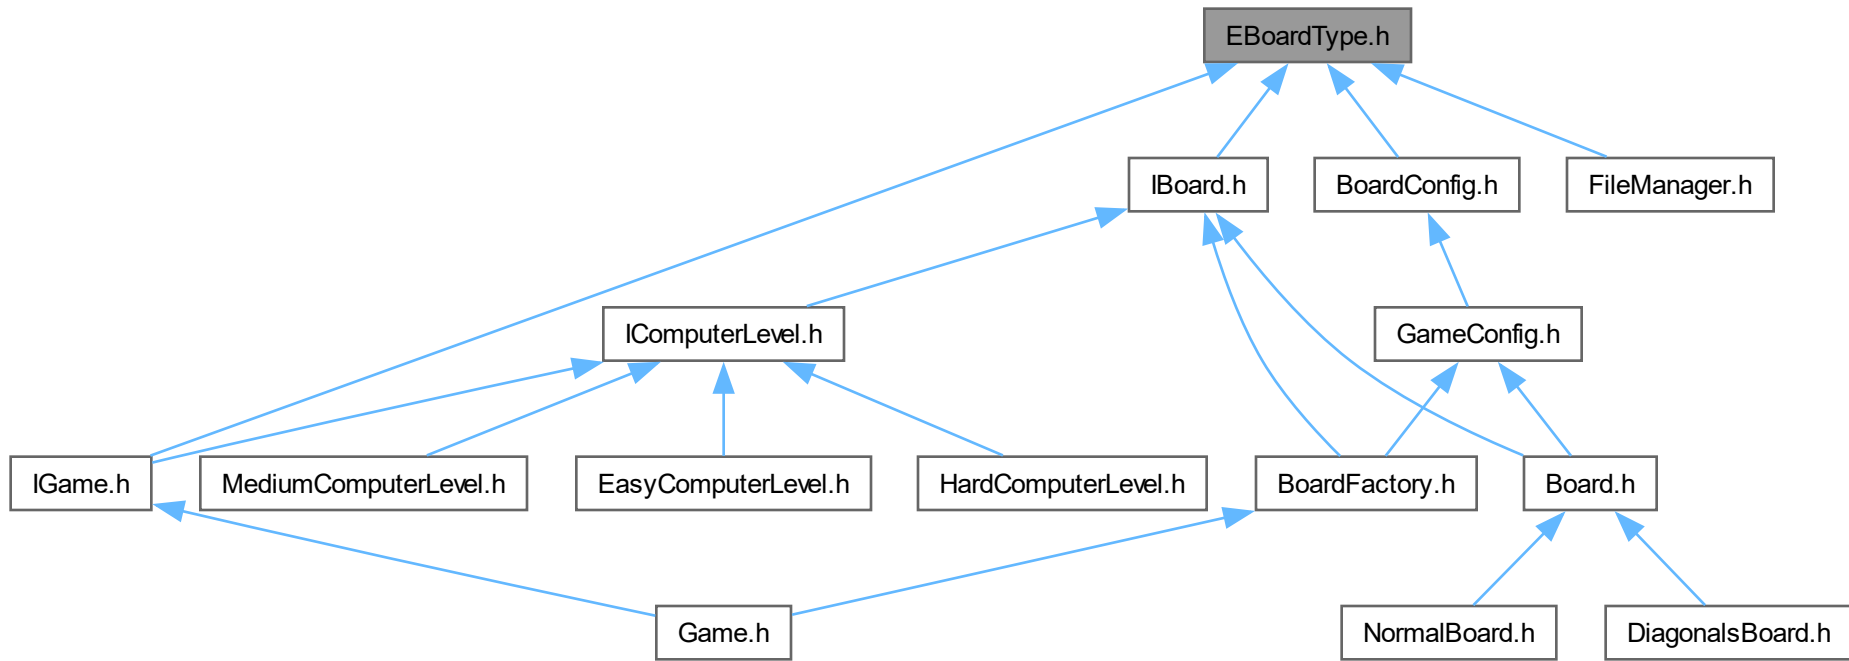 EBoardType.h
IBoard.h
BoardConfig.h
FileManager.h
IComputerLevel.h
GameConfig.h
IGame.h
MediumComputerLevel.h
EasyComputerLevel.h
HardComputerLevel.h
BoardFactory.h
Board.h
Game.h
NormalBoard.h
DiagonalsBoard.h